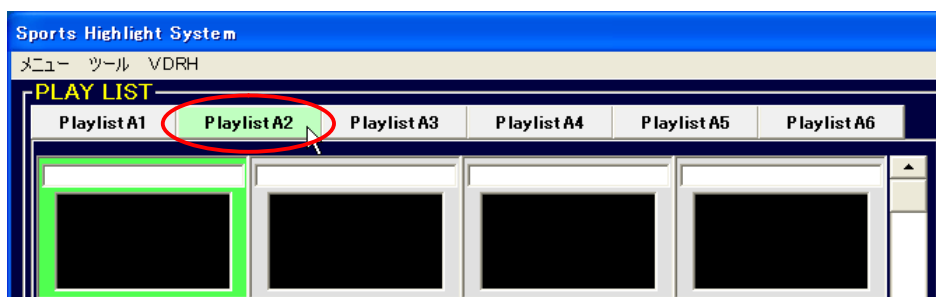 Sports Highlight System
メニュー ツール VDRH
PLAY LIST
Playlist A1 Playlist A2 Playlist A3 Playlist A4 Playlist A5 Playlist A6